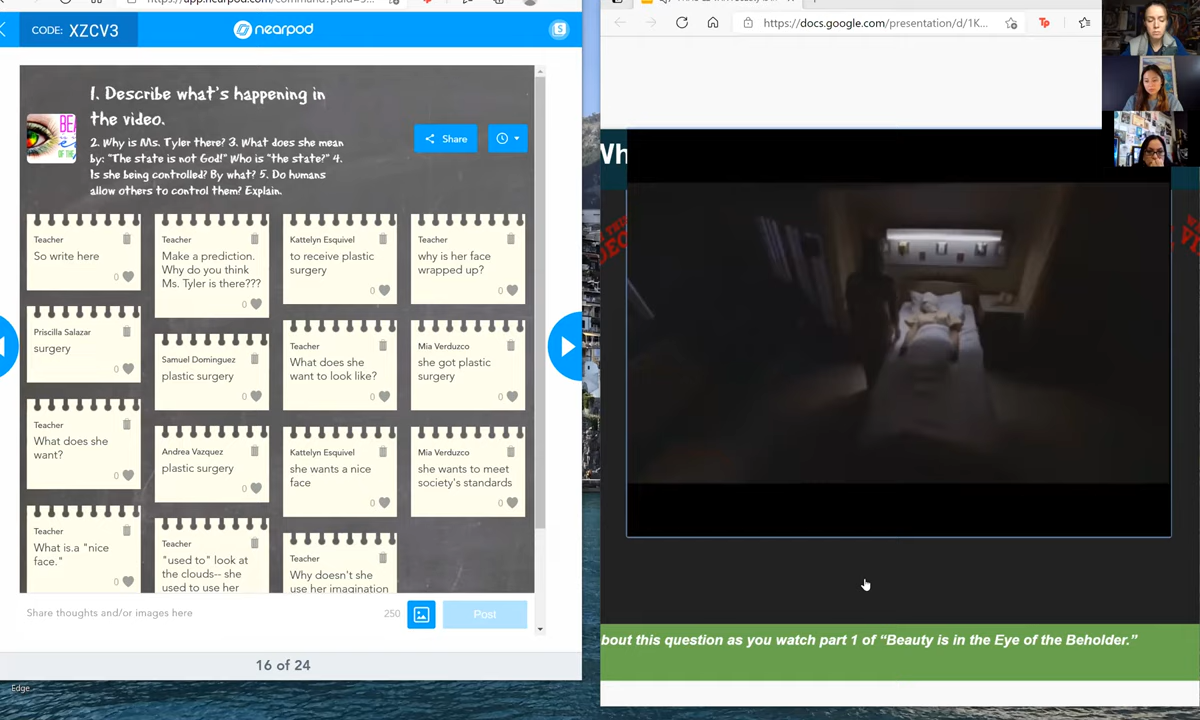 CODE: XZCV3
nearpod
S
https://docs.google.com/presentation/d/1K...
Tp
1. Describe what's happening in
the video.
2. Why is Ms. Tyler there? 3. What does she mean
by: "The state is not God!" Who is "the state?" 4.
Is she being controlled? By what? 5. Do humans
allow others to control them? Explain.
Share
Teacher
So write here
0
Priscilla Salazar
surgery
0
Teacher
What does she
want?
0
Teacher
What is.a "nice
face."
0
Teacher
Make a prediction.
Why do you think
Ms. Tyler is there???
0
Samuel Dominguez
plastic surgery
0
Andrea Vazquez
plastic surgery
0
Teacher
"used to" look at
the clouds-- she
used to use her
Kattelyn Esquivel
to receive plastic
surgery
0
Teacher
What does she
want to look like?
0
Kattelyn Esquivel
she wants a nice
face
0
Teacher
Why doesn't she
use her imagination
Teacher
why is her face
wrapped up?
0
Mia Verduzco
she got plastic
surgery
0
Mia Verduzco
she wants to meet
society's standards
0
Share thoughts and/or images here
250
Post
16 of 24
Edge
Wh
bout this question as you watch part 1 of “Beauty is in the Eye of the Beholder.”